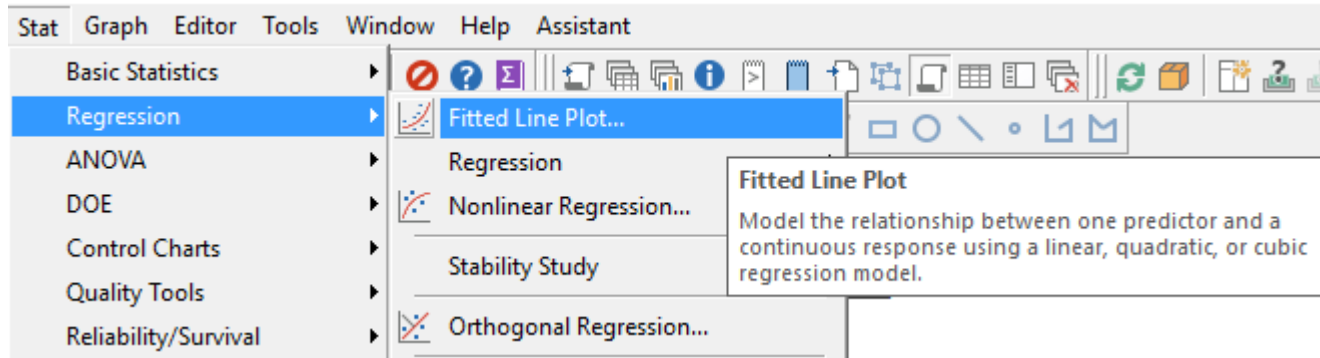 Stat Graph Editor Tools Window Help Assistant
Basic Statistics
Regression
ANOVA
DOE
Control Charts
Quality Tools
Reliability/Survival
Fitted Line Plot...
Regression
Nonlinear Regression...
Stability Study
Orthogonal Regression...
Fitted Line Plot
Model the relationship between one predictor and a
continuous response using a linear, quadratic, or cubic
regression model.